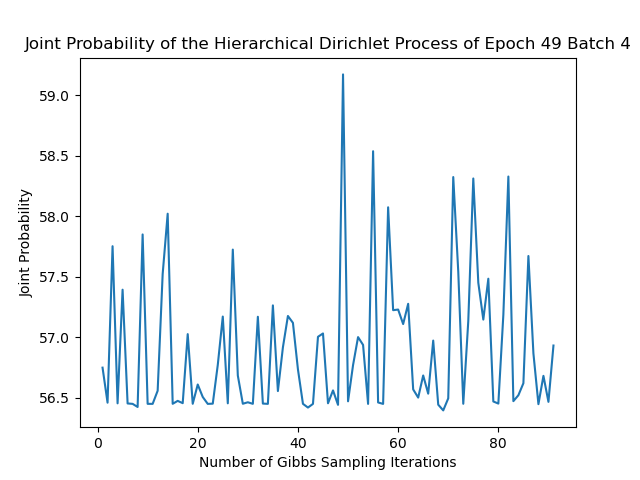 Joint Probability of the Hierarchical Dirichlet Process of Epoch 49 Batch 4
59.0
58.5
58.0
57.5
57.0
56.5
Joint Probability
0 20 40 60 80
Number of Gibbs Sampling Iterations